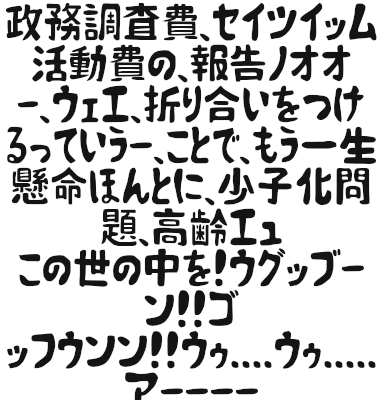 政務調査費、セイツイッム
活動費の、報告ノオオ
ー、ウェエ、折り合いをつけ
るっていうー、ことで、もう一生
懸命ほんとに、少子化問
題、高齢エュ
この世の中を!ウグッブー
ン!!ゴ
ッフウンン!!ウゥ....ウゥ.....
アーーーー